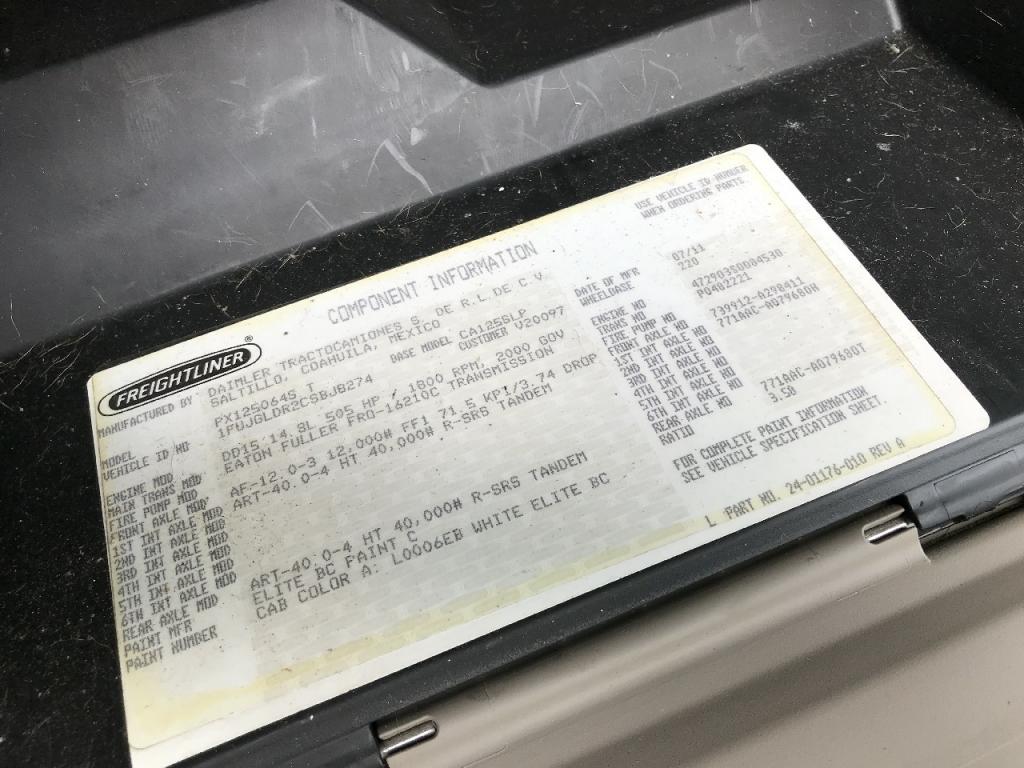 USE VEHICLE ID NUMBER
WHEN ORDERING PARTS.
COMPONENT INFORMATION
FREIGHTLINER
MANUFACTURED BY DAIMLER TRACTOCAMIONES S. DE R.L.DE C.V.
SALTILLO, COAHUILA, MEXICO
DATE OF MFR 07/11
WHEELBASE 220
MODEL PX125064S T
BASE MODEL CA125SLP
VEHICLE ID NO 1FUJGLDR2CSBJB274
CUSTOMER V20097
ENGINE MOD DD15,14.8L 505 HP / 1800 RPM, 2000 GOV
ENGINE NO 472903S0004530
MAIN TRANS MOD EATON FULLER FRO-16210C TRANSMISSION
TRANS NO P0482221
FIRE PUMP MOD
FIRE PUMP NO
FRONT AXLE MOD AF-12.0-3 12,000# FF1 71.5 KPI/3.74 DROP
FRONT AXLE NO 739912-A298411
1ST INT AXLE MOD ART-40.0-4 HT 40,000# R-SRS TANDEM
1ST INT AXLE NO 771AAC-A079680H
2ND INT AXLE MOD
2ND INT AXLE NO
3RD INT AXLE MOD
3RD INT AXLE NO
4TH INT AXLE MOD
4TH INT AXLE NO
5TH INT AXLE MOD
5TH INT AXLE NO
6TH INT AXLE MOD
6TH INT AXLE NO
REAR AXLE MOD ART-40.0-4 HT 40,000# R-SRS TANDEM
REAR AXLE NO 771AAC-A079680T
RATIO 3.58
PAINT MFR ELITE BC PAINT C
PAINT NUMBER CAB COLOR A: L0006EB WHITE ELITE BC
FOR COMPLETE PAINT INFORMATION
SEE VEHICLE SPECIFICATION SHEET.
L PART NO. 24-01176-010 REV A